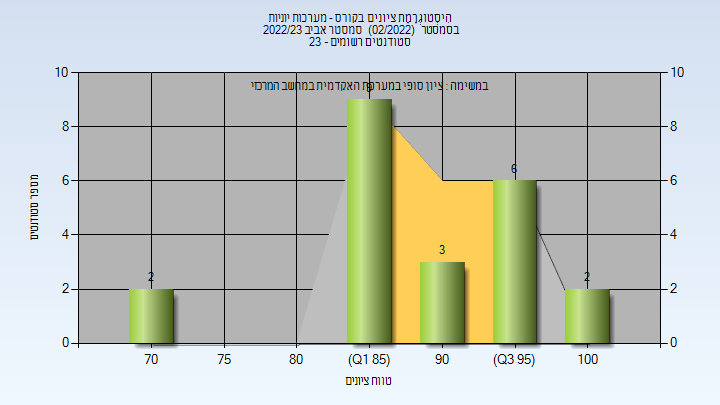 היסטוגרמת ציונים בקורס - מערכות יוניות
בסמסטר (02/2022) סמסטר אביב 2022/23
סטודנטים רשומים - 23
במשימה : ציון סופי במערכת האקדמית במחשב המרכזי
10 10
8 8
6 6
4 4
2 2
0 0
2
9
3
6
2
מספר סטודנטים
70 75 80 (Q1 85) 90 (Q3 95) 100
טווח ציונים